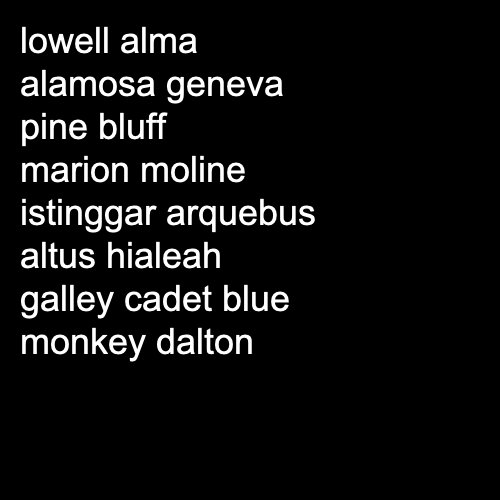 lowell alma
alamosa geneva
pine bluff
marion moline
istinggar arquebus
altus hialeah
galley cadet blue
monkey dalton